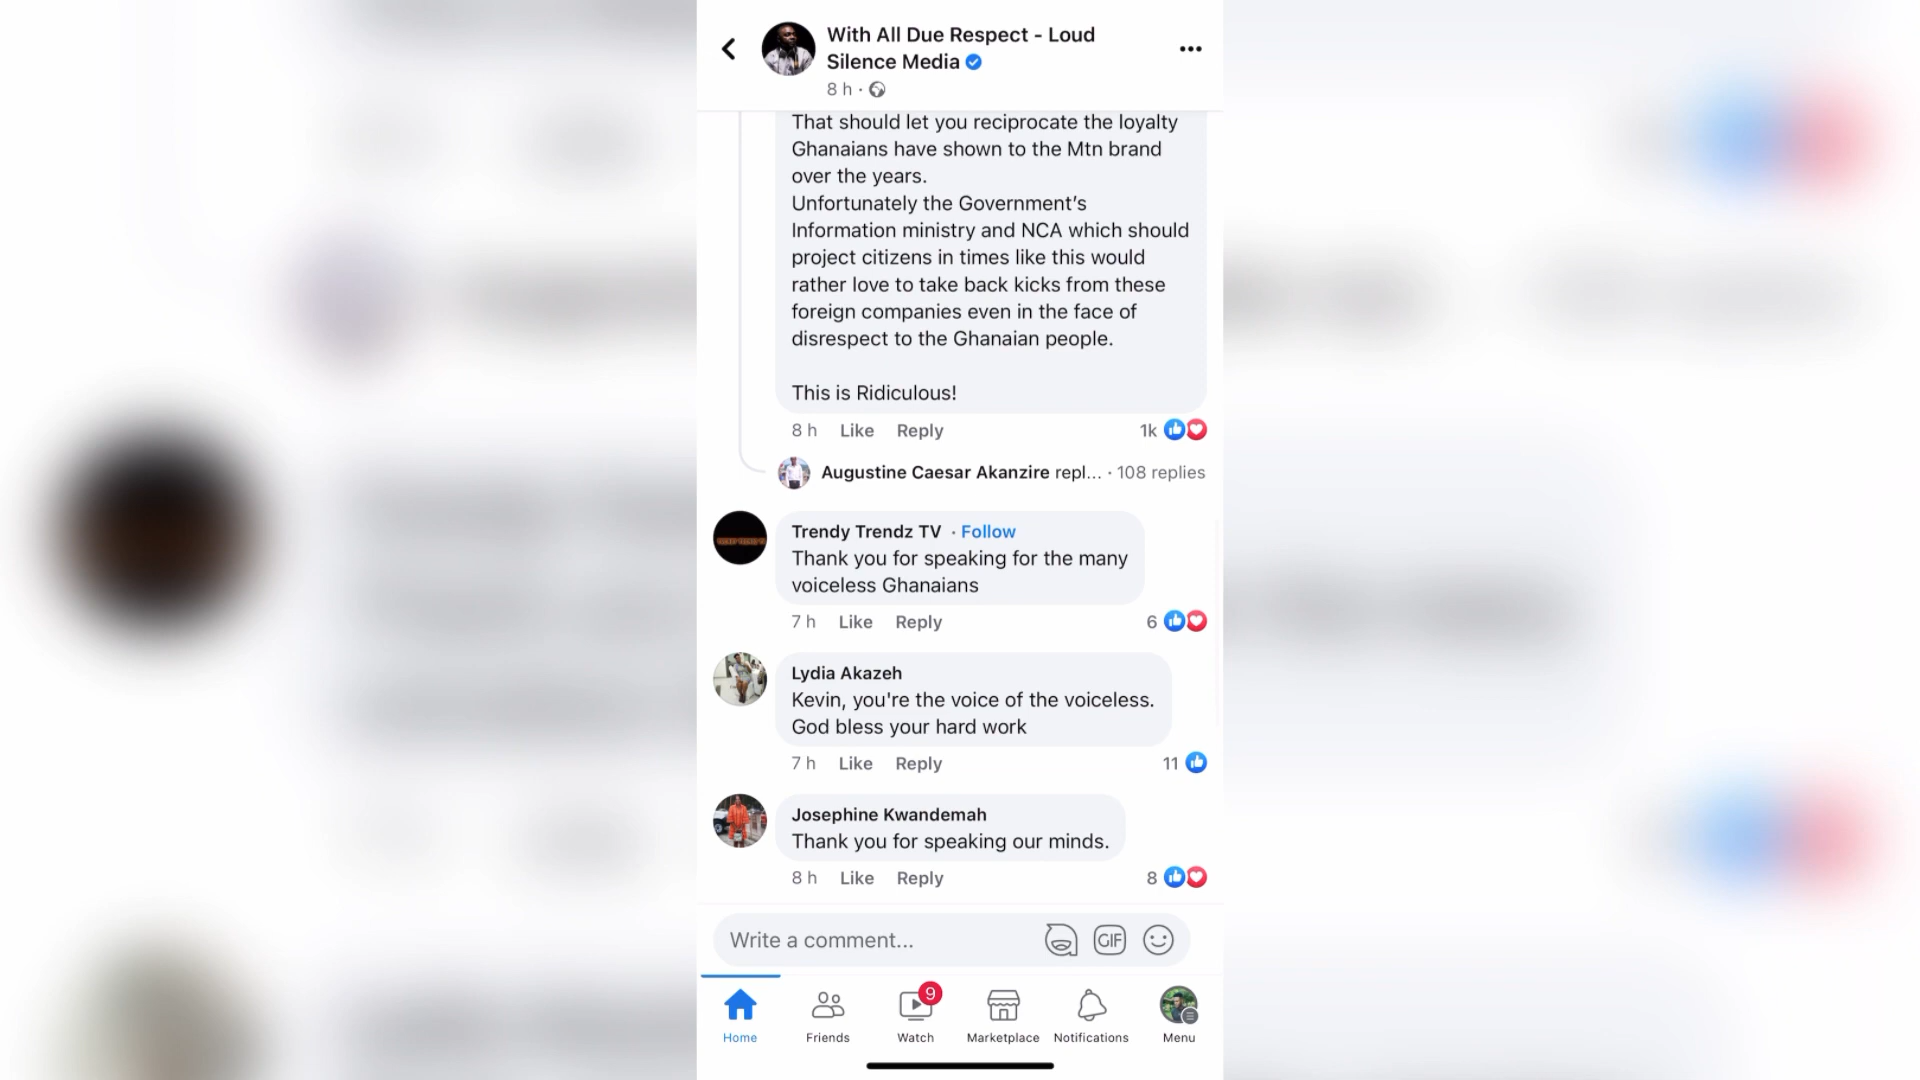 With All Due Respect - Loud
Silence Media
8 h ·
That should let you reciprocate the loyalty
Ghanaians have shown to the Mtn brand
over the years.
Unfortunately the Government’s
Information ministry and NCA which should
project citizens in times like this would
rather love to take back kicks from these
foreign companies even in the face of
disrespect to the Ghanaian people.
This is Ridiculous!
8 h Like Reply 1k
Augustine Caesar Akanzire repl... · 108 replies
Trendy Trendz TV · Follow
Thank you for speaking for the many
voiceless Ghanaians
7 h Like Reply 6
Lydia Akazeh
Kevin, you're the voice of the voiceless.
God bless your hard work
7 h Like Reply 11
Josephine Kwandemah
Thank you for speaking our minds.
8 h Like Reply 8
Write a comment...
GIF
9
Home Friends Watch Marketplace Notifications Menu